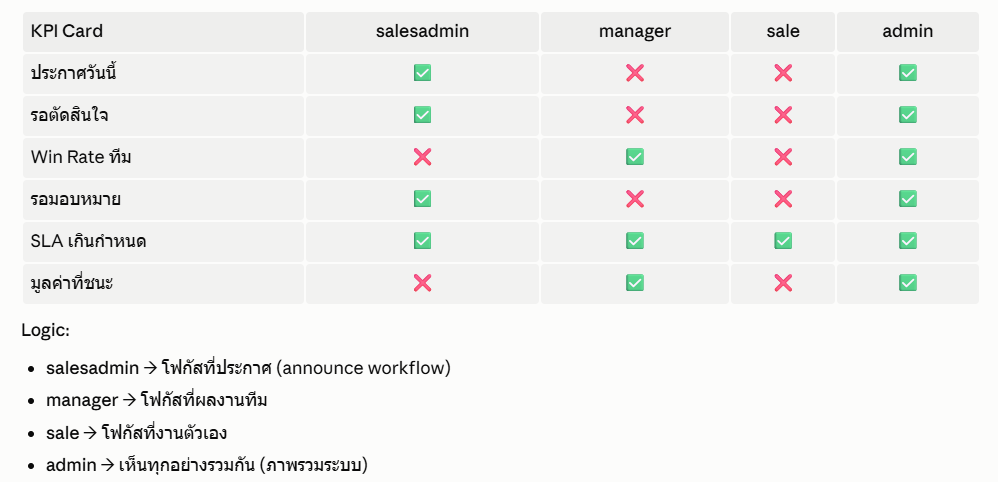 KPI Card salesadmin manager sale admin
ประกาศวันนี้ ✅ ❌ ❌ ✅
รอตัดสินใจ ✅ ❌ ❌ ✅
Win Rate ทีม ❌ ✅ ❌ ✅
รอมอบหมาย ✅ ❌ ❌ ✅
SLA เกินกำหนด ✅ ✅ ✅ ✅
มูลค่าที่ชนะ ❌ ✅ ❌ ✅
Logic:
• salesadmin → โฟกัสที่ประกาศ (announce workflow)
• manager → โฟกัสที่ผลงานทีม
• sale → โฟกัสที่งานตัวเอง
• admin → เห็นทุกอย่างรวมกัน (ภาพรวมระบบ)